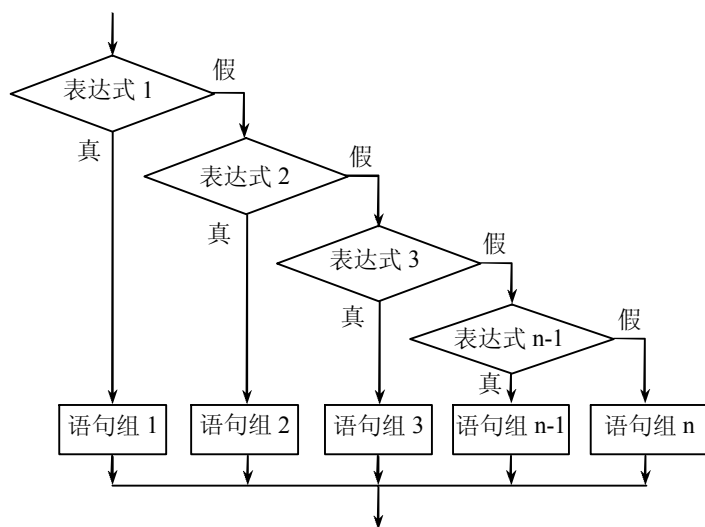 表达式 1
假
真
表达式 2
假
真
表达式 3
假
真
表达式 n-1
假
真
语句组 1
语句组 2
语句组 3
语句组 n-1
语句组 n